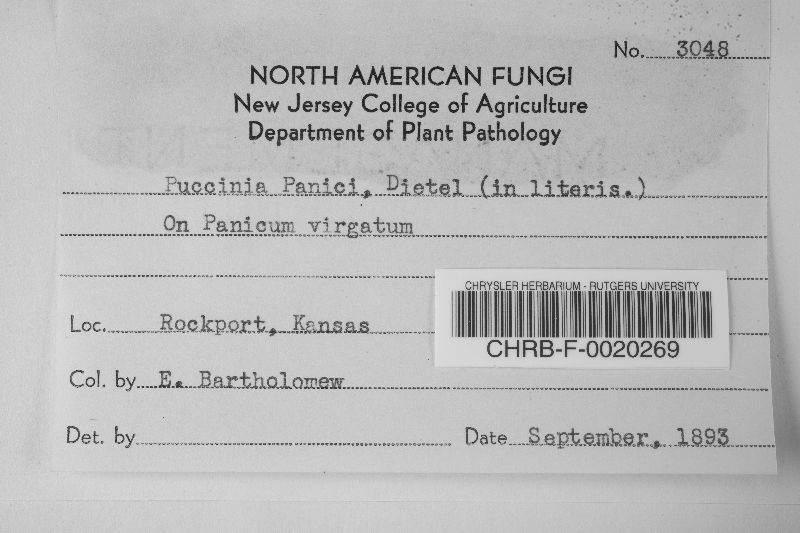 No. 3048
NORTH AMERICAN FUNGI
New Jersey College of Agriculture
Department of Plant Pathology
Puccinia Panici, Dietel (in literis.)
On Panicum virgatum
CHRYSLER HERBARIUM - RUTGERS UNIVERSITY
Loc. Rockport, Kansas
CHRB-F-0020269
Col. by E. Bartholomew
Det. by
Date September, 1893